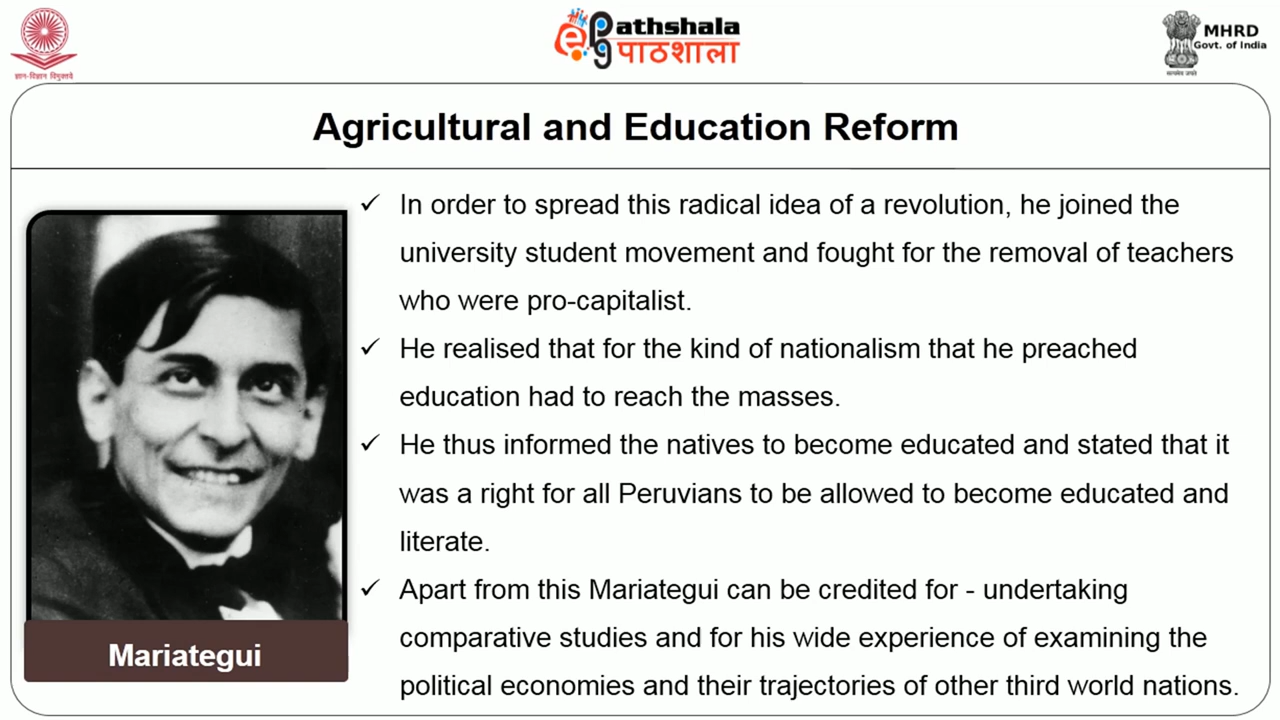 ज्ञान-विज्ञान विमुक्तये
ePathshala
पाठशाला
MHRD
Govt. of India
सत्यमेव जयते
Agricultural and Education Reform
✓ In order to spread this radical idea of a revolution, he joined the
university student movement and fought for the removal of teachers
who were pro-capitalist.
✓ He realised that for the kind of nationalism that he preached
education had to reach the masses.
✓ He thus informed the natives to become educated and stated that it
was a right for all Peruvians to be allowed to become educated and
literate.
✓ Apart from this Mariategui can be credited for - undertaking
comparative studies and for his wide experience of examining the
political economies and their trajectories of other third world nations.
Mariategui